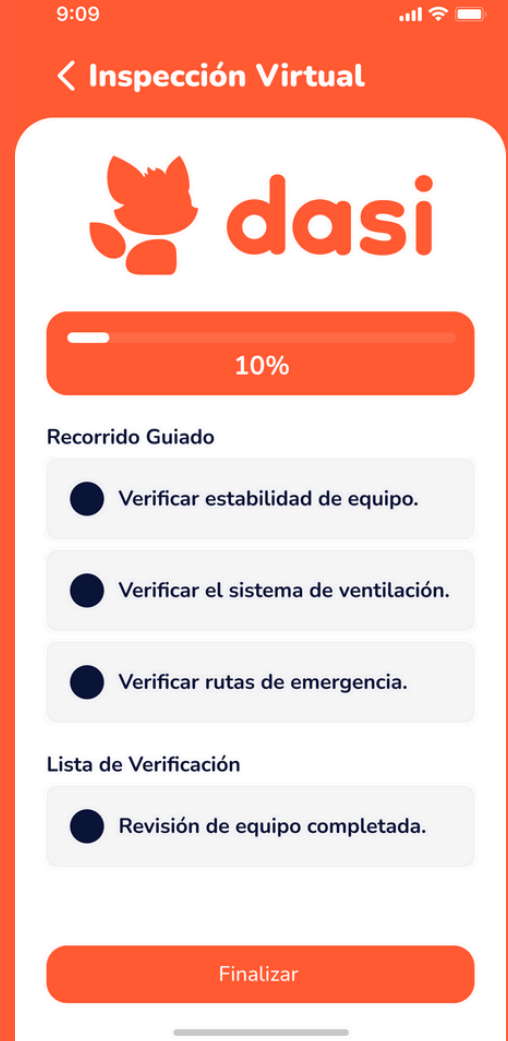 9:09
Inspección Virtual
dasi
10%
Recorrido Guiado
Verificar estabilidad de equipo.
Verificar el sistema de ventilación.
Verificar rutas de emergencia.
Lista de Verificación
Revisión de equipo completada.
Finalizar